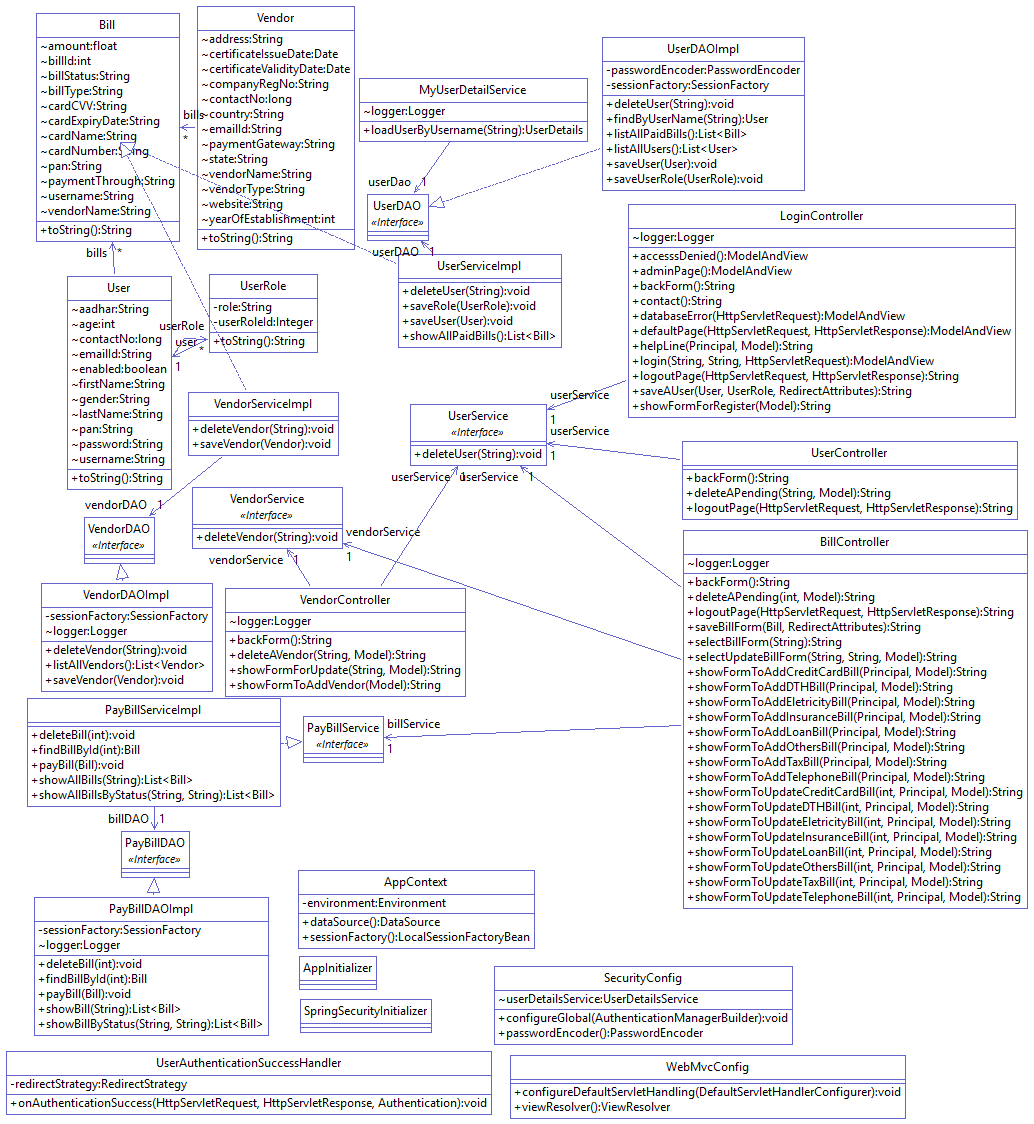 Bill
~amount:float
~billId:int
~billStatus:String
~billType:String
~cardCVV:String
~cardExpiryDate:String
~cardName:String
~cardNumber:String
~pan:String
~paymentThrough:String
~username:String
~vendorName:String
+toString():String
bills
*
Vendor
~address:String
~certificateIssueDate:Date
~certificateValidityDate:Date
~companyRegNo:String
~contactNo:long
~country:String
~emailId:String
~paymentGateway:String
~state:String
~vendorName:String
~vendorType:String
~website:String
~yearOfEstablishment:int
+toString():String
MyUserDetailService
~logger:Logger
+loadUserByUsername(String):UserDetails
userDao
1
UserDAO
«Interface»
userDAO
1
UserDAOImpl
-passwordEncoder:PasswordEncoder
-sessionFactory:SessionFactory
+deleteUser(String):void
+findByUserName(String):User
+listAllPaidBills():List<Bill>
+listAllUsers():List<User>
+saveUser(User):void
+saveUserRole(UserRole):void
bills
*
User
~aadhar:String
~age:int
~contactNo:long
~emailId:String
~enabled:boolean
~firstName:String
~gender:String
~lastName:String
~pan:String
~password:String
~username:String
+toString():String
userRole
user
*
1
UserRole
-role:String
-userRoleId:Integer
+toString():String
UserServiceImpl
+deleteUser(String):void
+saveRole(UserRole):void
+saveUser(User):void
+showAllPaidBills():List<Bill>
LoginController
~logger:Logger
+accesssDenied():ModelAndView
+adminPage():ModelAndView
+backForm():String
+contact():String
+databaseError(HttpServletRequest):ModelAndView
+defaultPage(HttpServletRequest, HttpServletResponse):ModelAndView
+helpLine(Principal, Model):String
+login(String, String, HttpServletRequest):ModelAndView
+logoutPage(HttpServletRequest, HttpServletResponse):String
+saveAUser(User, UserRole, RedirectAttributes):String
+showFormForRegister(Model):String
VendorServiceImpl
+deleteVendor(String):void
+saveVendor(Vendor):void
UserService
«Interface»
+deleteUser(String):void
userService
1
userService
1
userService
1
userService
1
UserController
+backForm():String
+deleteAPending(String, Model):String
+logoutPage(HttpServletRequest, HttpServletResponse):String
vendorDAO
1
VendorDAO
«Interface»
VendorService
«Interface»
+deleteVendor(String):void
vendorService
1
vendorService
1
VendorDAOImpl
-sessionFactory:SessionFactory
~logger:Logger
+deleteVendor(String):void
+listAllVendors():List<Vendor>
+saveVendor(Vendor):void
VendorController
~logger:Logger
+backForm():String
+deleteAVendor(String, Model):String
+showFormForUpdate(String, Model):String
+showFormToAddVendor(Model):String
BillController
~logger:Logger
+backForm():String
+deleteAPending(int, Model):String
+logoutPage(HttpServletRequest, HttpServletResponse):String
+saveBillForm(Bill, RedirectAttributes):String
+selectBillForm(String):String
+selectUpdateBillForm(String, String, Model):String
+showFormToAddCreditCardBill(Principal, Model):String
+showFormToAddDTHBill(Principal, Model):String
+showFormToAddEletricityBill(Principal, Model):String
+showFormToAddInsuranceBill(Principal, Model):String
+showFormToAddLoanBill(Principal, Model):String
+showFormToAddOthersBill(Principal, Model):String
+showFormToAddTaxBill(Principal, Model):String
+showFormToAddTelephoneBill(Principal, Model):String
+showFormToUpdateCreditCardBill(int, Principal, Model):String
+showFormToUpdateDTHBill(int, Principal, Model):String
+showFormToUpdateEletricityBill(int, Principal, Model):String
+showFormToUpdateInsuranceBill(int, Principal, Model):String
+showFormToUpdateLoanBill(int, Principal, Model):String
+showFormToUpdateOthersBill(int, Principal, Model):String
+showFormToUpdateTaxBill(int, Principal, Model):String
+showFormToUpdateTelephoneBill(int, Principal, Model):String
PayBillServiceImpl
+deleteBill(int):void
+findBillById(int):Bill
+payBill(Bill):void
+showAllBills(String):List<Bill>
+showAllBillsByStatus(String, String):List<Bill>
PayBillService
«Interface»
billService
1
billDAO
1
PayBillDAO
«Interface»
PayBillDAOImpl
-sessionFactory:SessionFactory
~logger:Logger
+deleteBill(int):void
+findBillById(int):Bill
+payBill(Bill):void
+showBill(String):List<Bill>
+showBillByStatus(String, String):List<Bill>
AppContext
-environment:Environment
+dataSource():DataSource
+sessionFactory():LocalSessionFactoryBean
AppInitializer
SpringSecurityInitializer
SecurityConfig
~userDetailsService:UserDetailsService
+configureGlobal(AuthenticationManagerBuilder):void
+passwordEncoder():PasswordEncoder
UserAuthenticationSuccessHandler
-redirectStrategy:RedirectStrategy
+onAuthenticationSuccess(HttpServletRequest, HttpServletResponse, Authentication):void
WebMvcConfig
+configureDefaultServletHandling(DefaultServletHandlerConfigurer):void
+viewResolver():ViewResolver